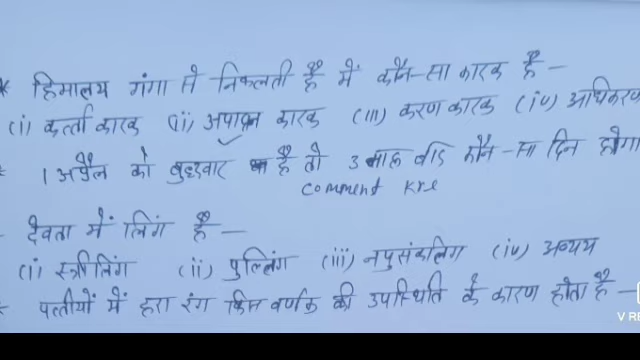 * हिमालय गंगा से निकलती है में कौन-सा कारक है —
(i) कर्त्ता कारक (ii) अपादान कारक (iii) करण कारक (iv) अधिकरण
* 1 अप्रैल को बुद्धवार है तो 3 माह बाद कौन-सा दिन होगा
comment kre
- देवता में लिंग है —
(i) स्त्रीलिंग (ii) पुल्लिंग (iii) नपुसंकलिंग (iv) अव्यय
* पत्तीयों में हरा रंग किस वर्णक की उपस्थिति के कारण होता है —
V RE